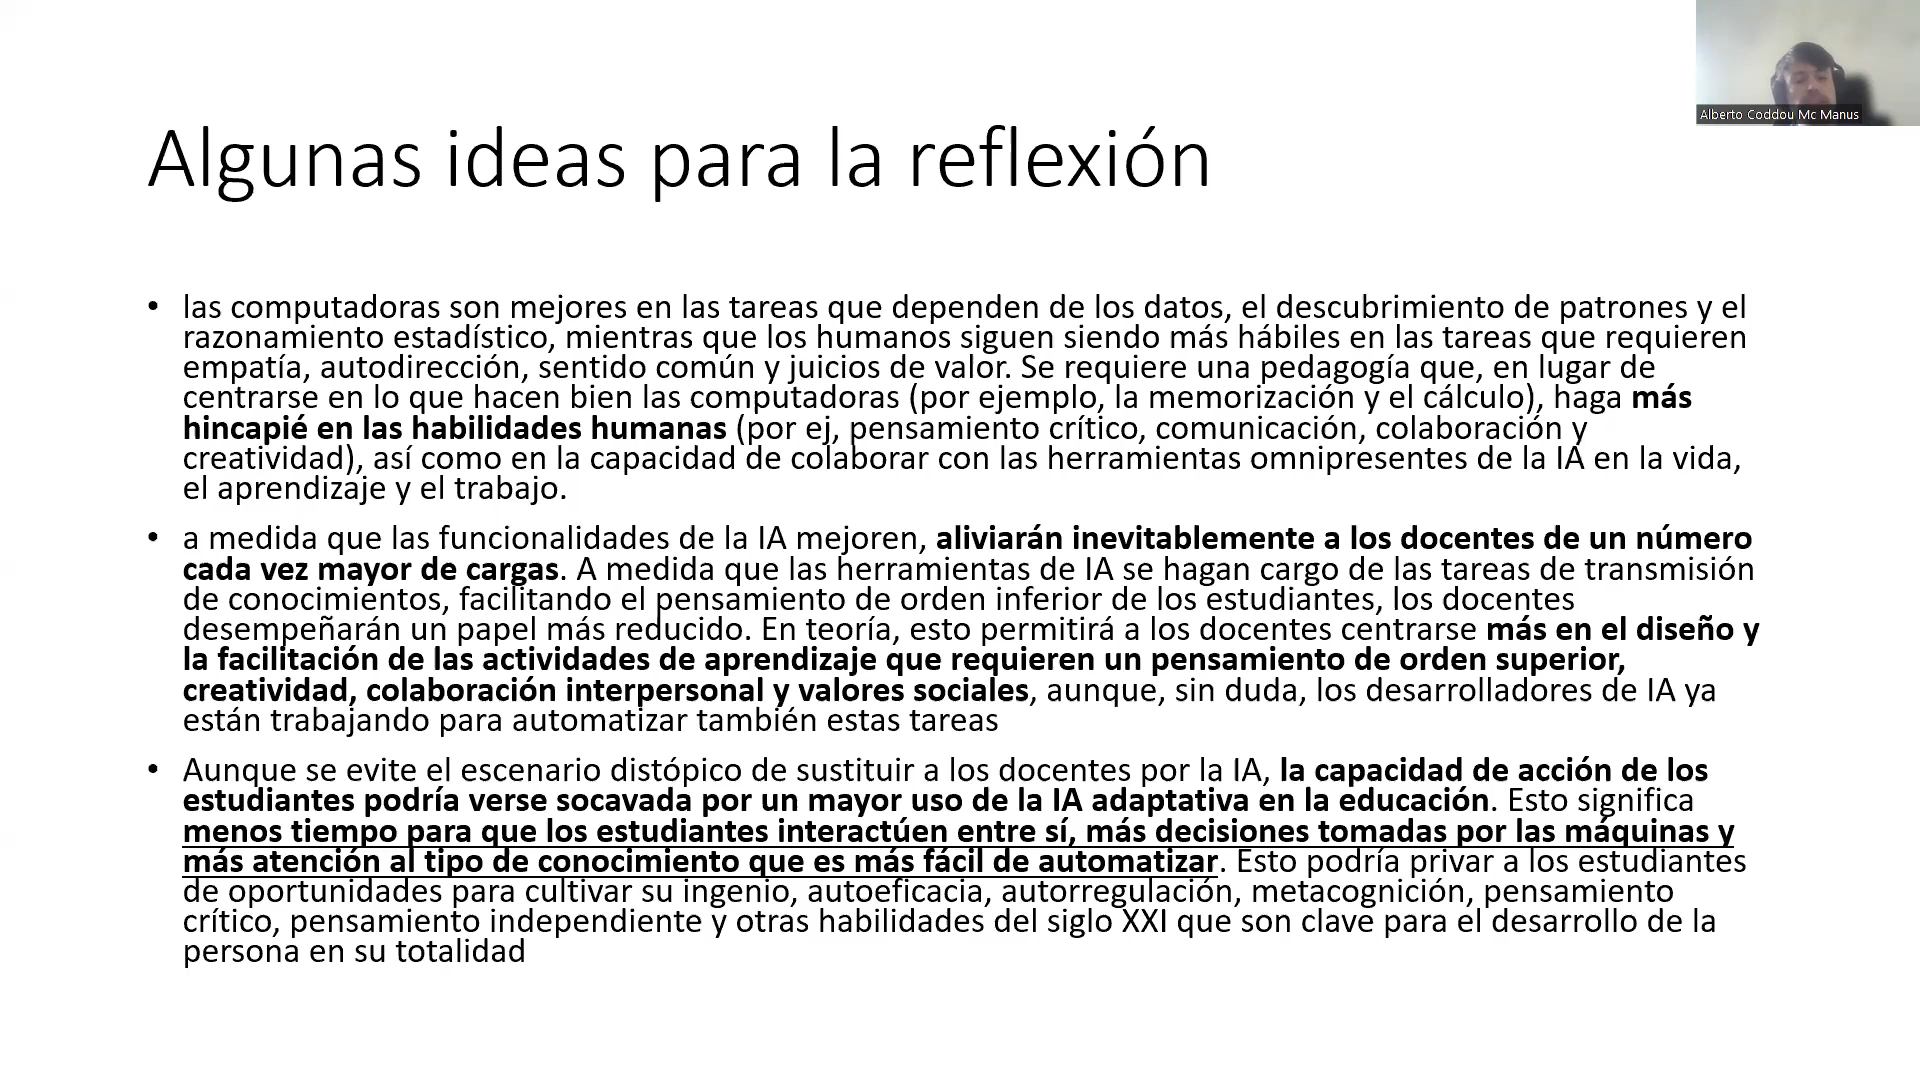 Alberto Coddou Mc Manus
Algunas ideas para la reflexión
• las computadoras son mejores en las tareas que dependen de los datos, el descubrimiento de patrones y el
razonamiento estadístico, mientras que los humanos siguen siendo más hábiles en las tareas que requieren
empatía, autodirección, sentido común y juicios de valor. Se requiere una pedagogía que, en lugar de
centrarse en lo que hacen bien las computadoras (por ejemplo, la memorización y el cálculo), haga más
hincapié en las habilidades humanas (por ej, pensamiento crítico, comunicación, colaboración y
creatividad), así como en la capacidad de colaborar con las herramientas omnipresentes de la IA en la vida,
el aprendizaje y el trabajo.
• a medida que las funcionalidades de la IA mejoren, aliviarán inevitablemente a los docentes de un número
cada vez mayor de cargas. A medida que las herramientas de IA se hagan cargo de las tareas de transmisión
de conocimientos, facilitando el pensamiento de orden inferior de los estudiantes, los docentes
desempeñarán un papel más reducido. En teoría, esto permitirá a los docentes centrarse más en el diseño y
la facilitación de las actividades de aprendizaje que requieren un pensamiento de orden superior,
creatividad, colaboración interpersonal y valores sociales, aunque, sin duda, los desarrolladores de IA ya
están trabajando para automatizar también estas tareas
• Aunque se evite el escenario distópico de sustituir a los docentes por la IA, la capacidad de acción de los
estudiantes podría verse socavada por un mayor uso de la IA adaptativa en la educación. Esto significa
menos tiempo para que los estudiantes interactúen entre sí, más decisiones tomadas por las máquinas y
más atención al tipo de conocimiento que es más fácil de automatizar. Esto podría privar a los estudiantes
de oportunidades para cultivar su ingenio, autoeficacia, autorregulación, metacognición, pensamiento
crítico, pensamiento independiente y otras habilidades del siglo XXI que son clave para el desarrollo de la
persona en su totalidad